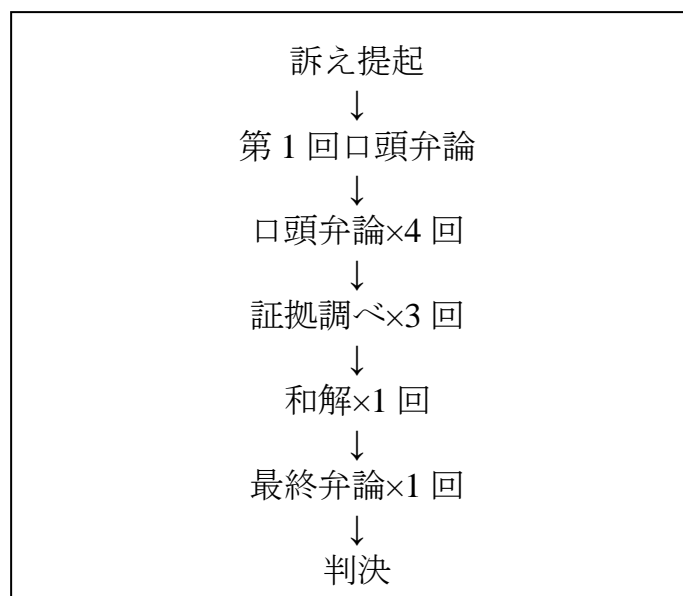 訴え提起
↓
第 1 回口頭弁論
↓
口頭弁論×4 回
↓
証拠調べ×3 回
↓
和解×1 回
↓
最終弁論×1 回
↓
判決